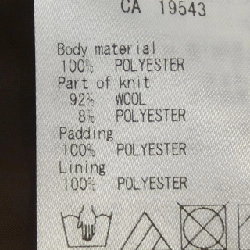 CA 19543
Body material
100% POLYESTER
Part of knit
92% WOOL
8% POLYESTER
Padding
100% POLYESTER
Lining
100% POLYESTER